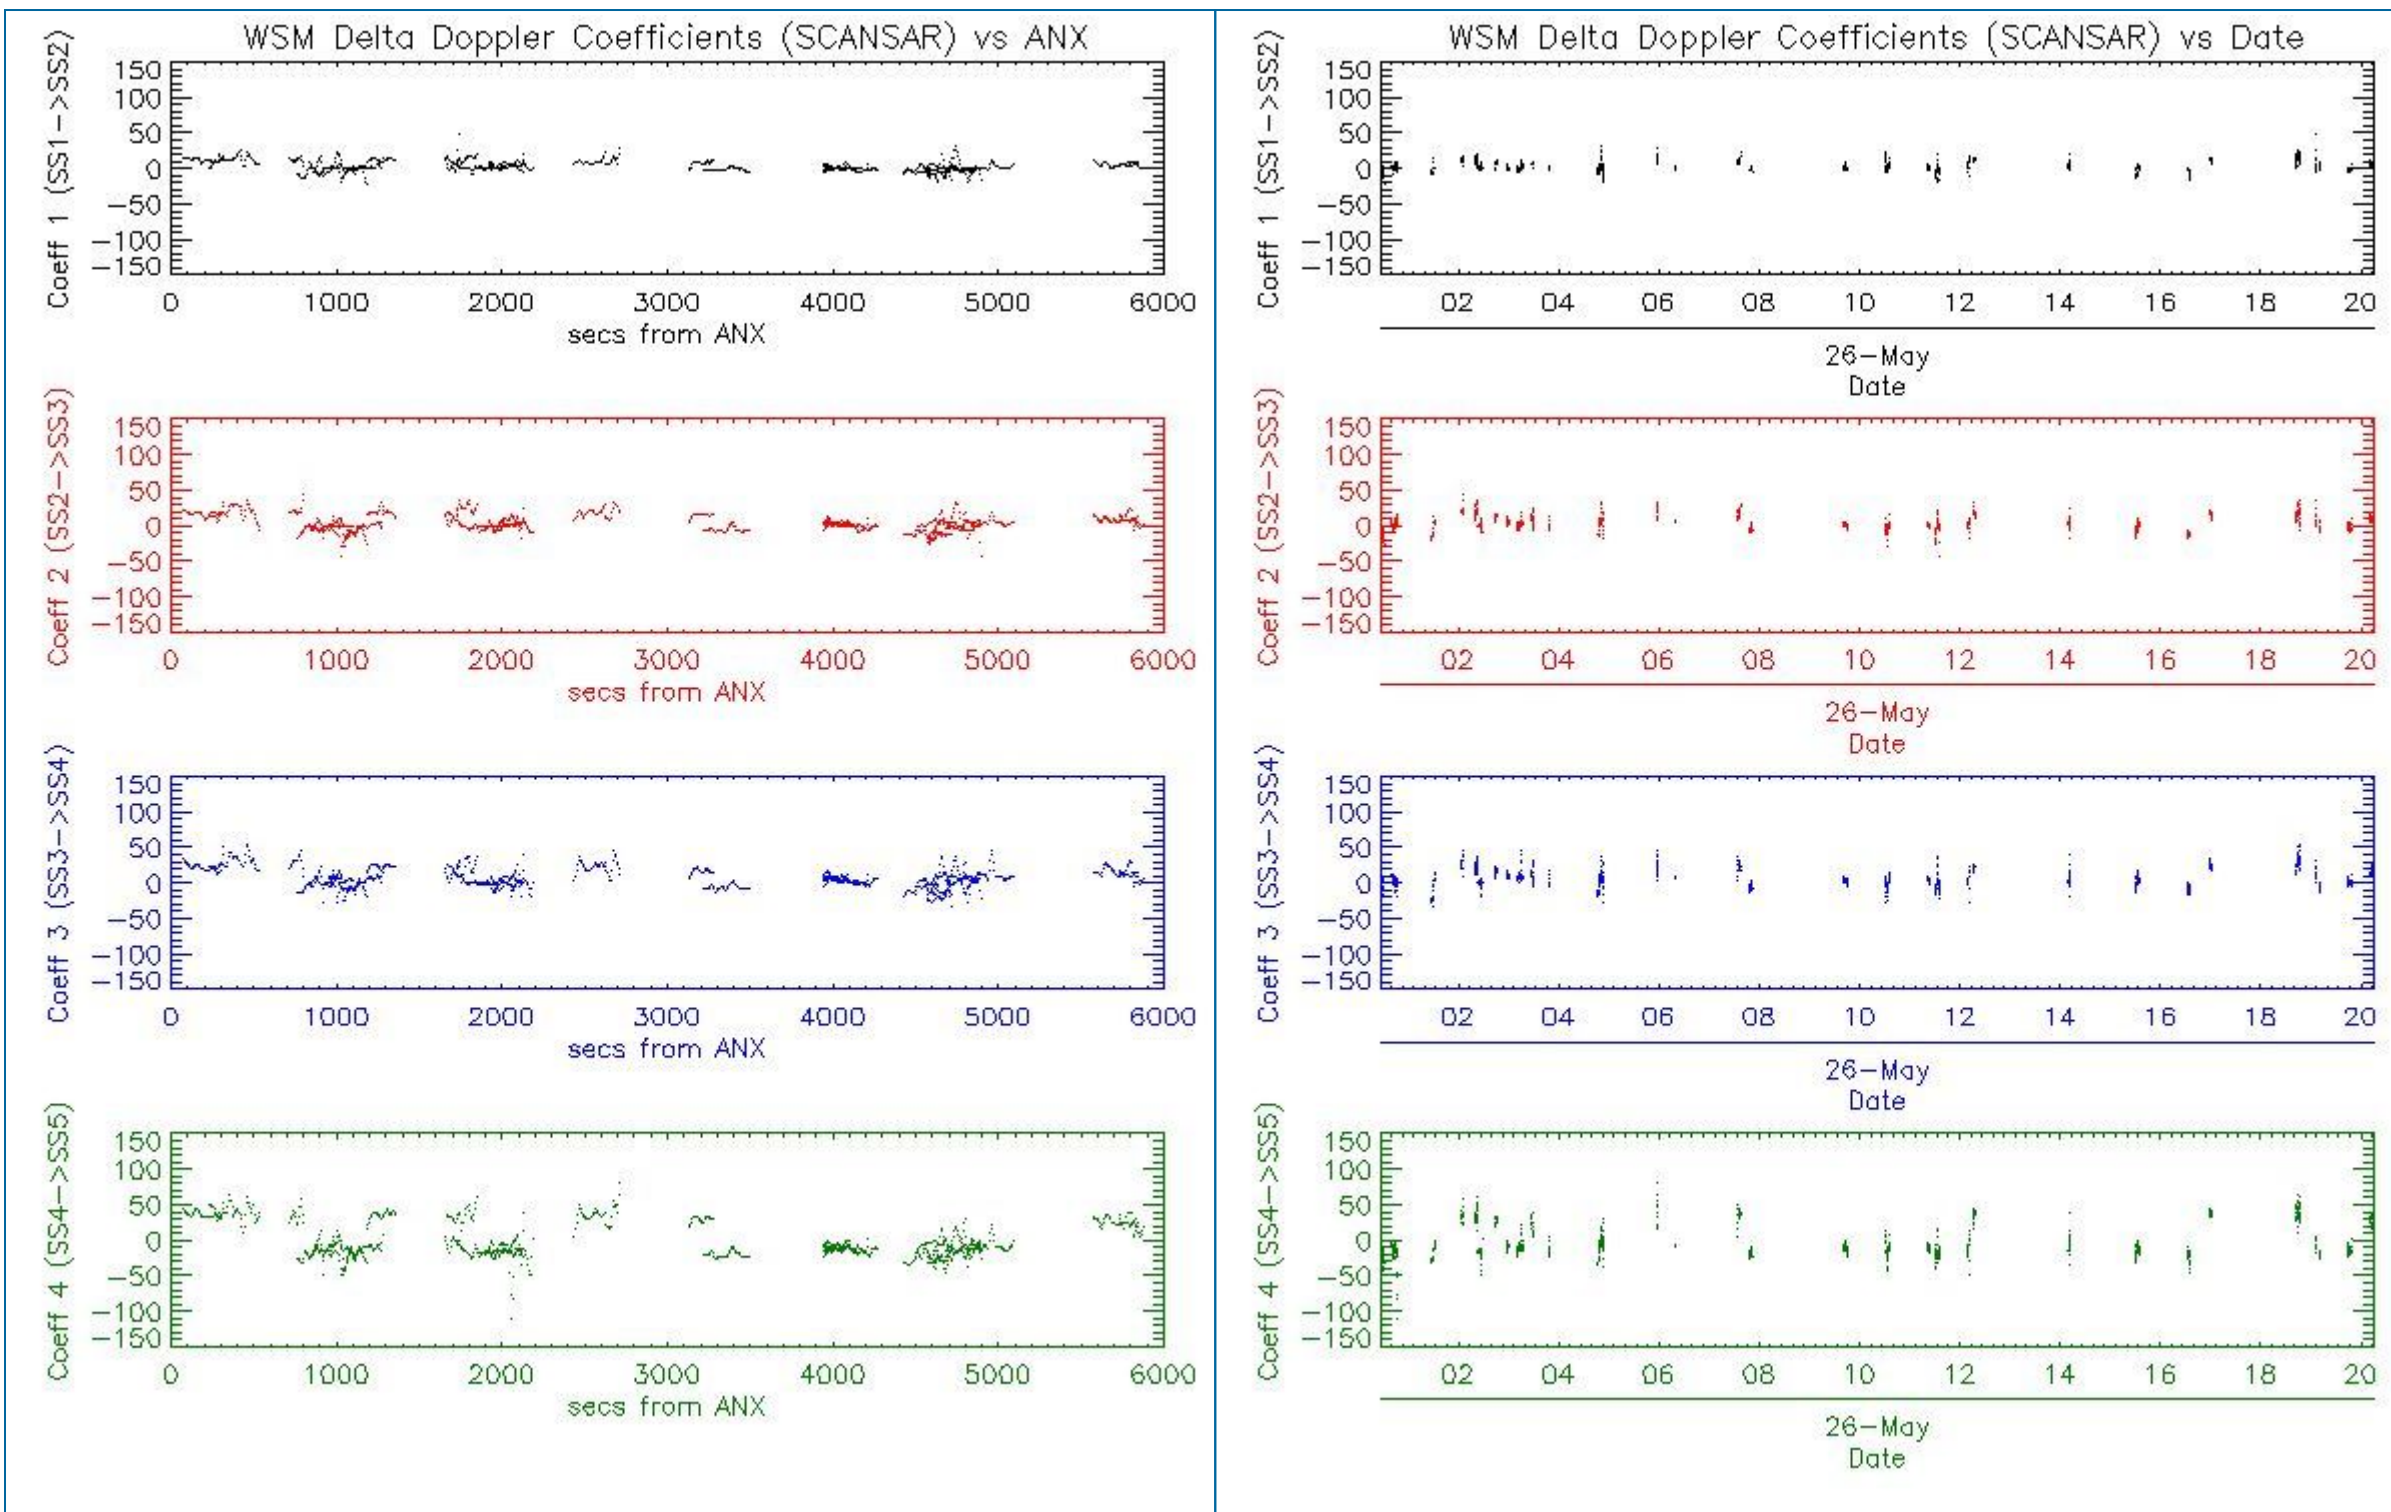 WSM Delta Doppler Coefficients (SCANSAR) vs ANX
Coeff 1 (SS1->SS2)
150
100
50
0
-50
-100
-150
0 1000 2000 3000 4000 5000 6000
secs from ANX
Coeff 2 (SS2->SS3)
150
100
50
0
-50
-100
-150
0 1000 2000 3000 4000 5000 6000
secs from ANX
Coeff 3 (SS3->SS4)
150
100
50
0
-50
-100
-150
0 1000 2000 3000 4000 5000 6000
secs from ANX
Coeff 4 (SS4->SS5)
150
100
50
0
-50
-100
-150
0 1000 2000 3000 4000 5000 6000
secs from ANX
WSM Delta Doppler Coefficients (SCANSAR) vs Date
Coeff 1 (SS1->SS2)
150
100
50
0
-50
-100
-150
02 04 06 08 10 12 14 16 18 20
26-May
Date
Coeff 2 (SS2->SS3)
150
100
50
0
-50
-100
-150
02 04 06 08 10 12 14 16 18 20
26-May
Date
Coeff 3 (SS3->SS4)
150
100
50
0
-50
-100
-150
02 04 06 08 10 12 14 16 18 20
26-May
Date
Coeff 4 (SS4->SS5)
150
100
50
0
-50
-100
-150
02 04 06 08 10 12 14 16 18 20
26-May
Date